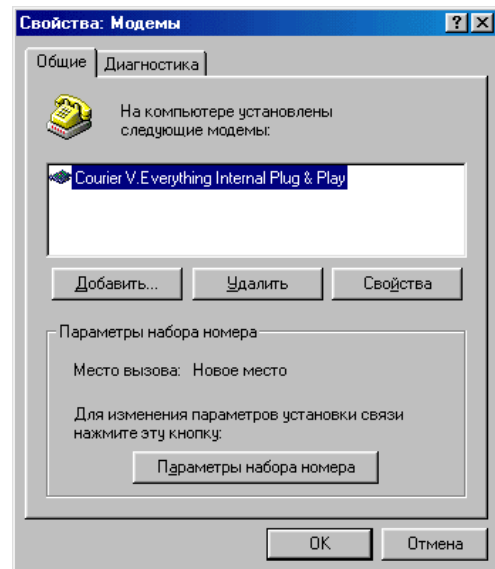 Свойства: Модемы
Общие
Диагностика
На компьютере установлены
следующие модемы:
Courier V.Everything Internal Plug & Play
Добавить...
Удалить
Свойства
Параметры набора номера
Место вызова: Новое место
Для изменения параметров установки связи
нажмите эту кнопку:
Параметры набора номера
OK
Отмена